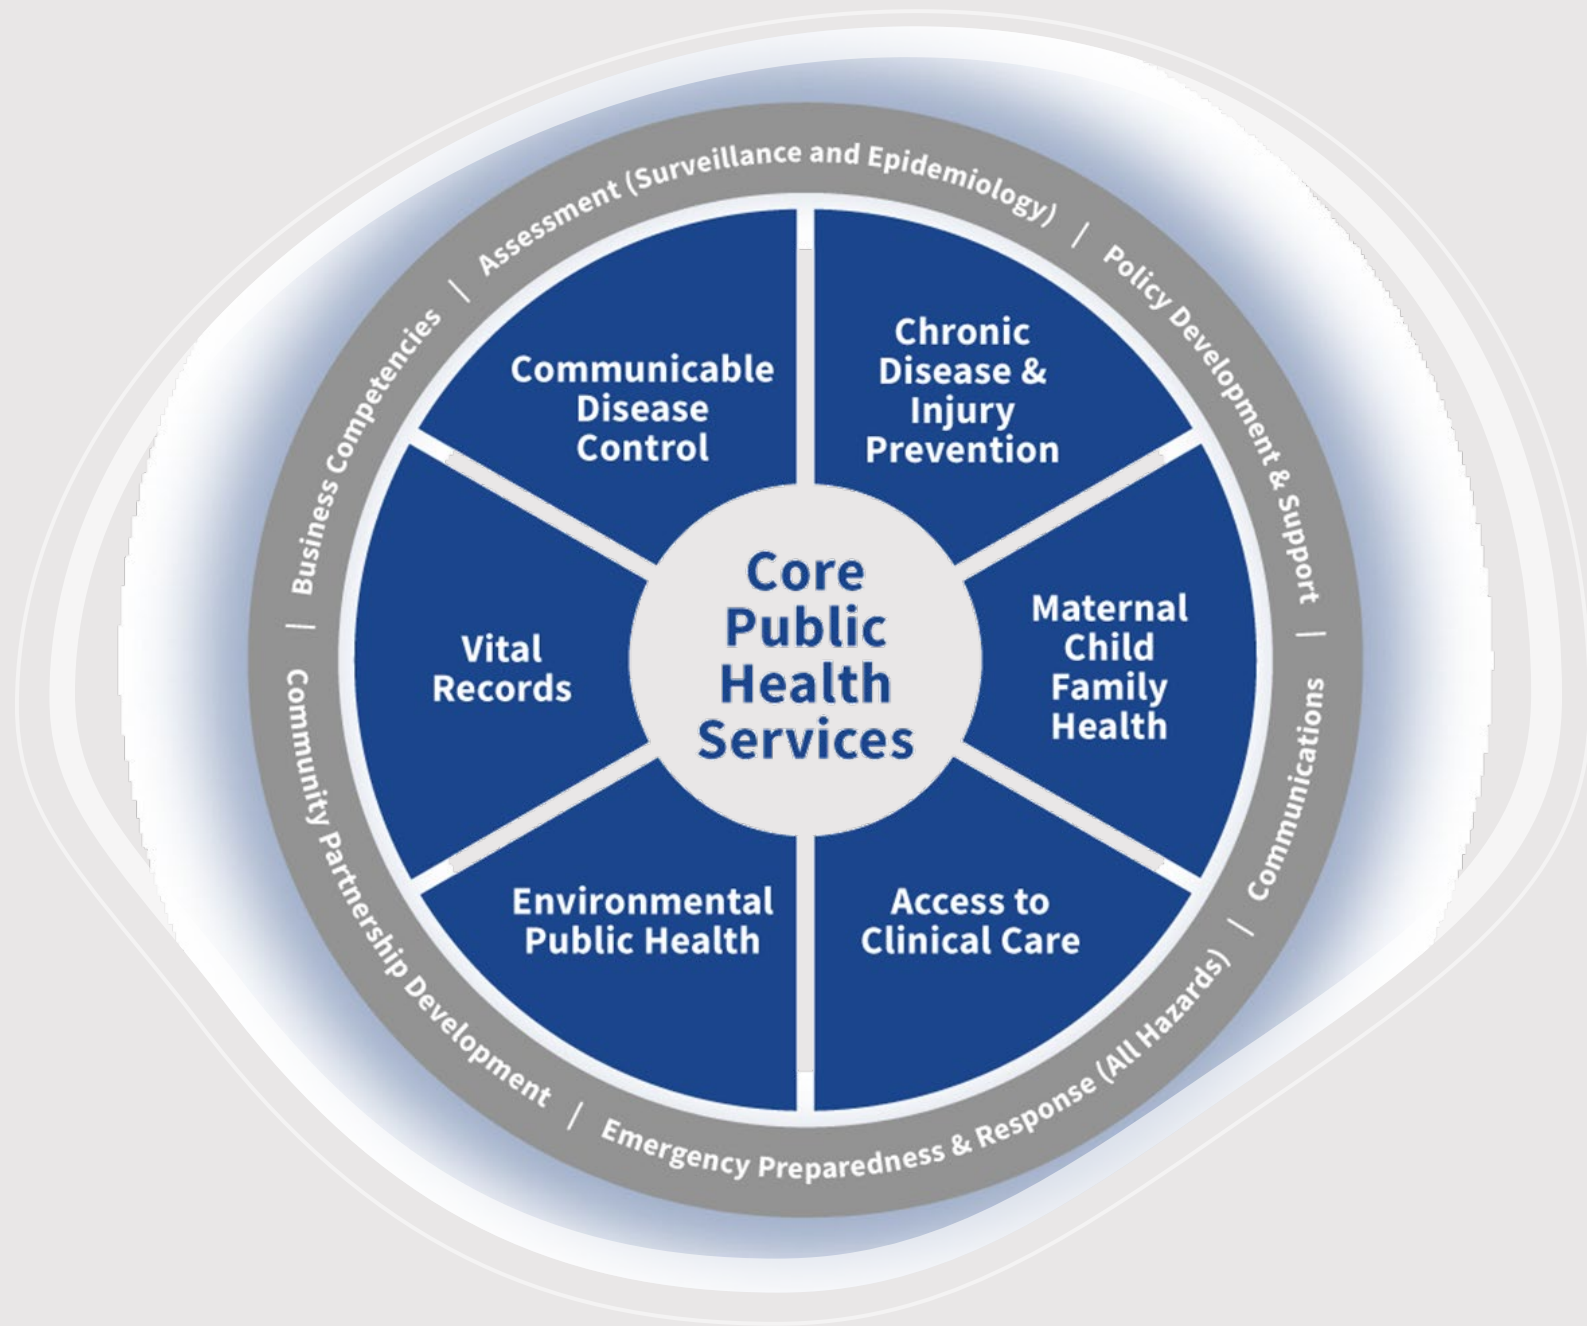 Assessment (Surveillance and Epidemiology) | Policy Development & Support | Communications | Emergency Preparedness & Response (All Hazards) | Community Partnership Development | Business Competencies |
Communicable
Disease
Control
Chronic
Disease &
Injury
Prevention
Maternal
Child
Family
Health
Access to
Clinical Care
Environmental
Public Health
Vital
Records
Core
Public
Health
Services